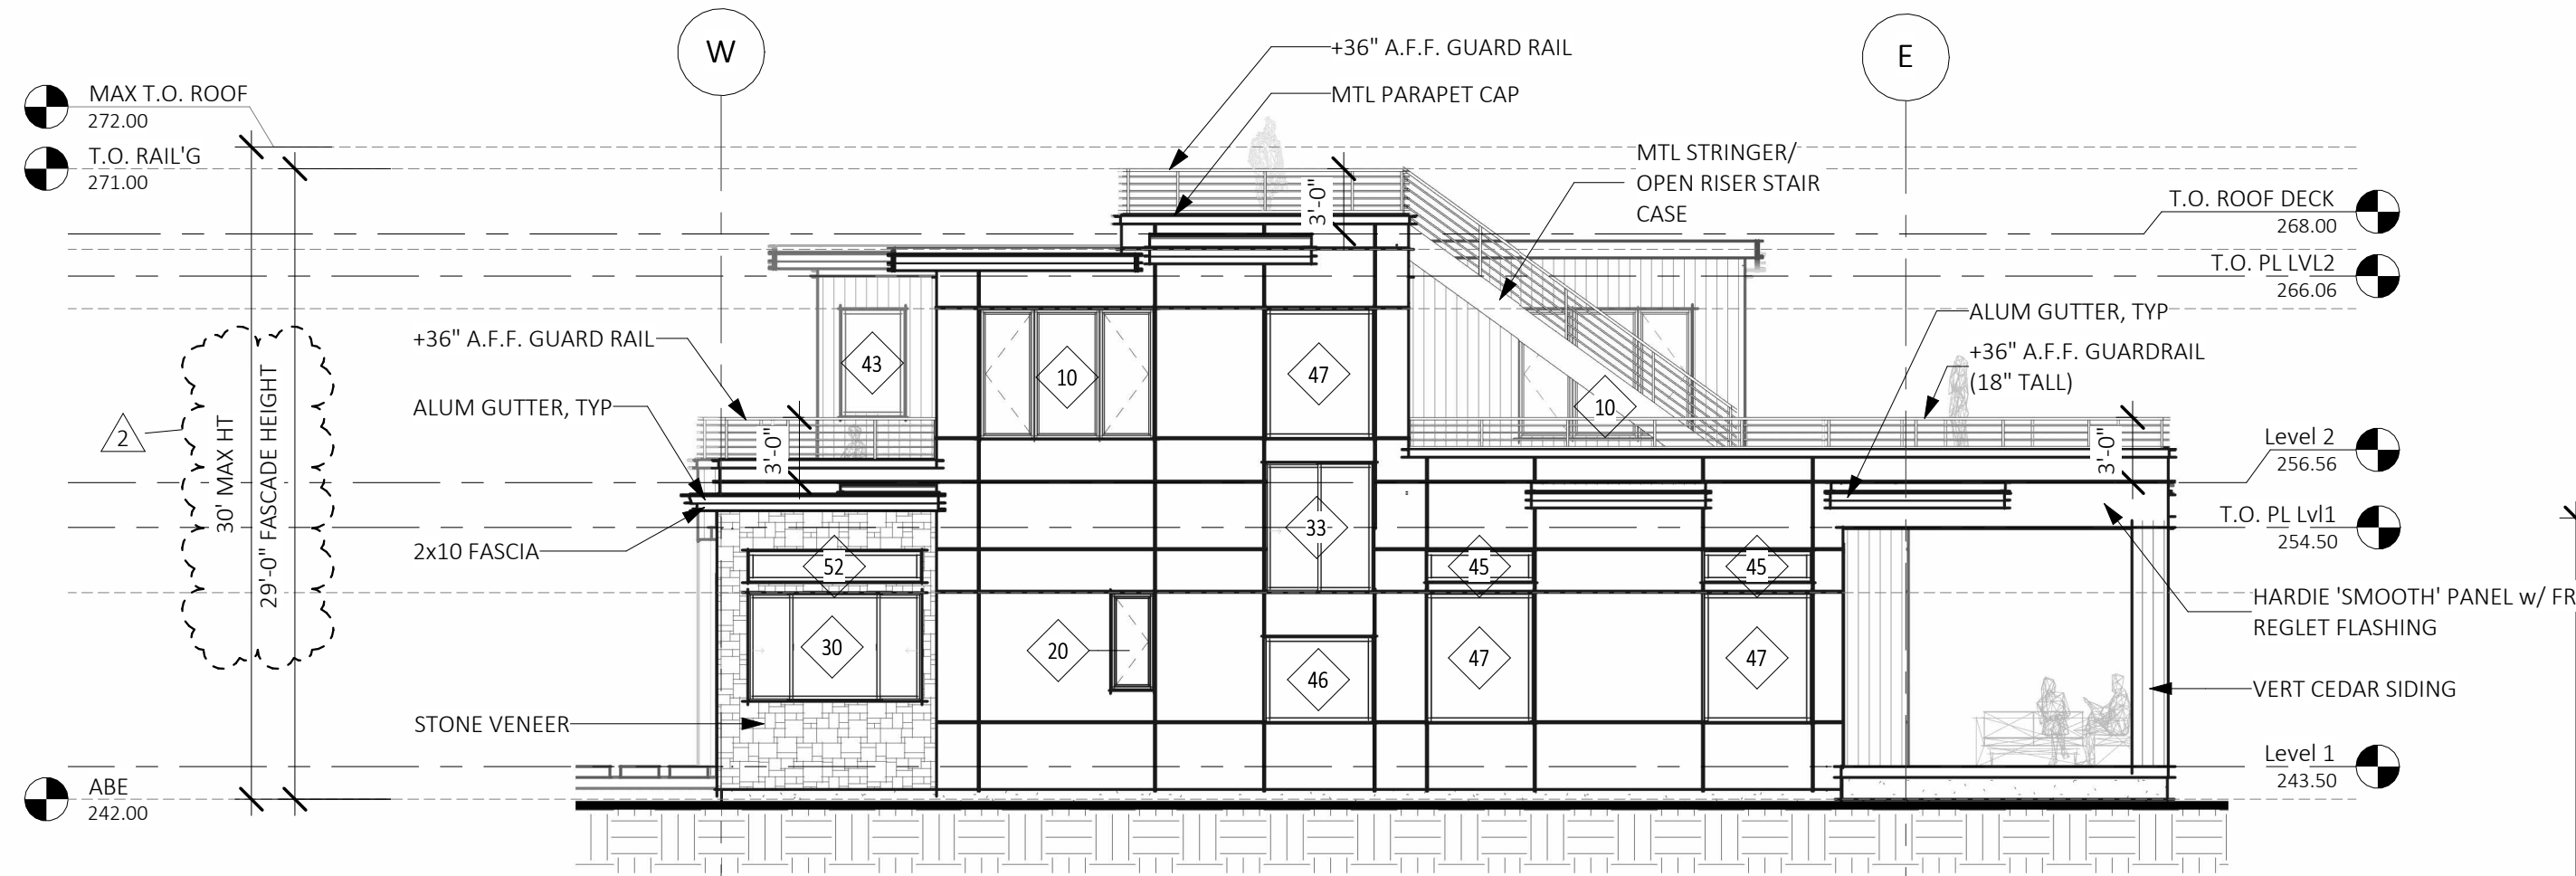 W
E
+36" A.F.F. GUARD RAIL
MTL PARAPET CAP
MAX T.O. ROOF
272.00
T.O. RAIL'G
271.00
MTL STRINGER/
OPEN RISER STAIR
CASE
3'-0"
T.O. ROOF DECK
268.00
T.O. PL LVL2
266.06
ALUM GUTTER, TYP
+36" A.F.F. GUARDRAIL
(18" TALL)
+36" A.F.F. GUARD RAIL
ALUM GUTTER, TYP
2x10 FASCIA
STONE VENEER
2
30' MAX HT
29'-0" FASCADE HEIGHT
43
10
47
10
3'-0"
3'-0"
Level 2
256.56
T.O. PL Lvl1
254.50
33
52
45
45
30
20
46
47
47
HARDIE 'SMOOTH' PANEL w/ FR
REGLET FLASHING
VERT CEDAR SIDING
Level 1
243.50
ABE
242.00